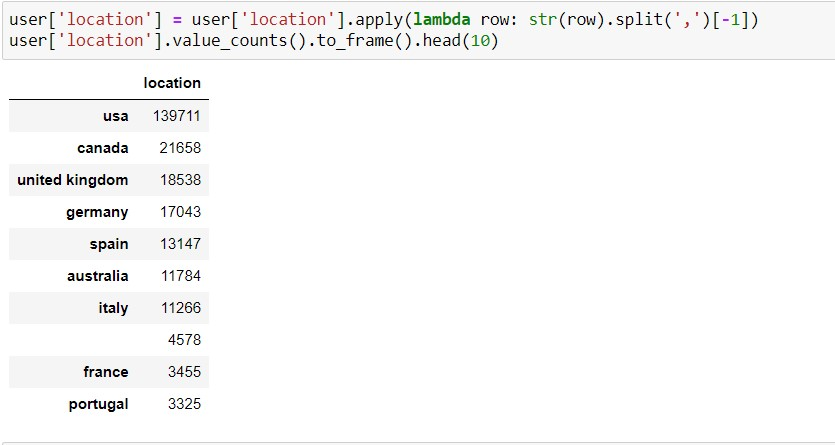 user['location'] = user['location'].apply(lambda row: str(row).split(',')[-1])
user['location'].value_counts().to_frame().head(10)
location
usa 139711
canada 21658
united kingdom 18538
germany 17043
spain 13147
australia 11784
italy 11266
4578
france 3455
portugal 3325